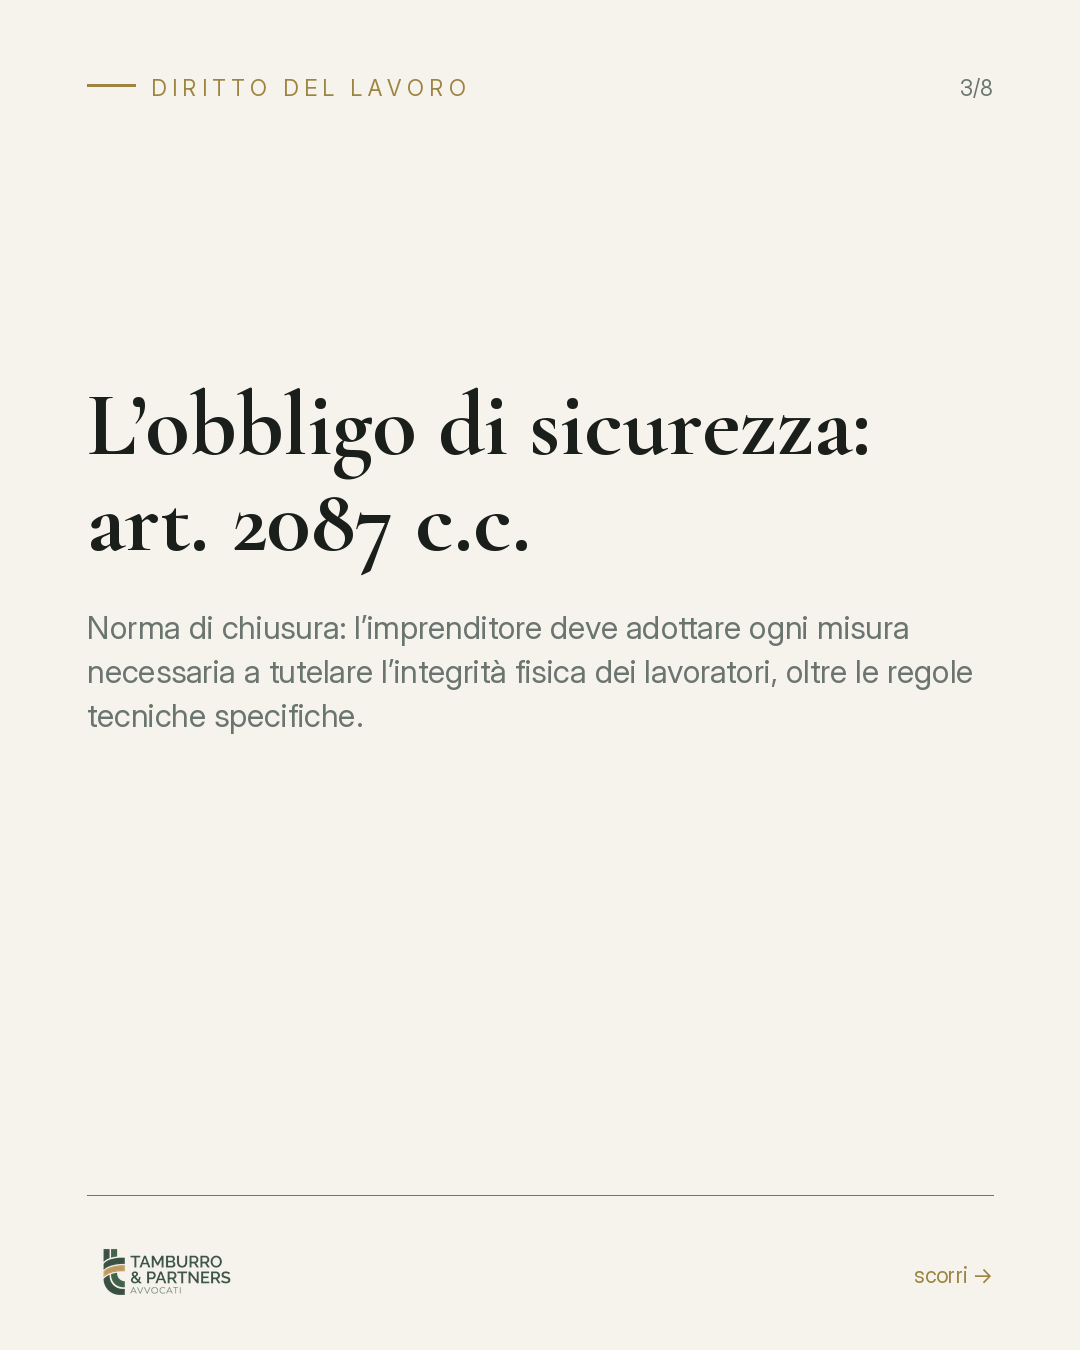 DIRITTO DEL LAVORO
3/8
L’obbligo di sicurezza:
art. 2087 c.c.
Norma di chiusura: l’imprenditore deve adottare ogni misura
necessaria a tutelare l’integrità fisica dei lavoratori, oltre le regole
tecniche specifiche.
TAMBURRO
& PARTNERS
AVVOCATI
scorri →